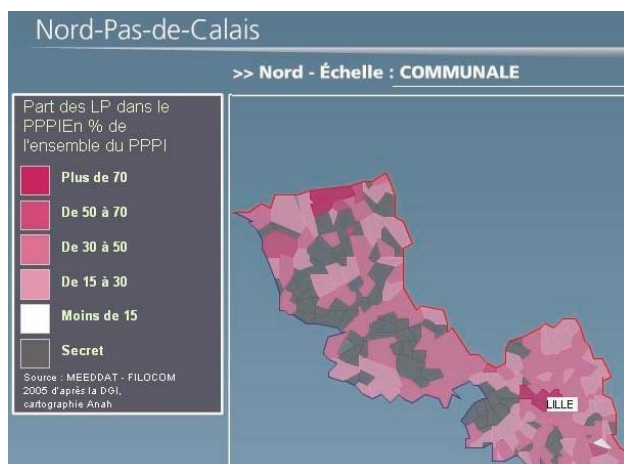 Nord-Pas-de-Calais
>> Nord - Échelle : COMMUNALE
Part des LP dans le
PPPIEn % de
l'ensemble du PPPI
Plus de 70
De 50 à 70
De 30 à 50
De 15 à 30
Moins de 15
Secret
Source : MEEDDAT - FILOCOM
2005 d'après la DGI,
cartographie Anah
LILLE